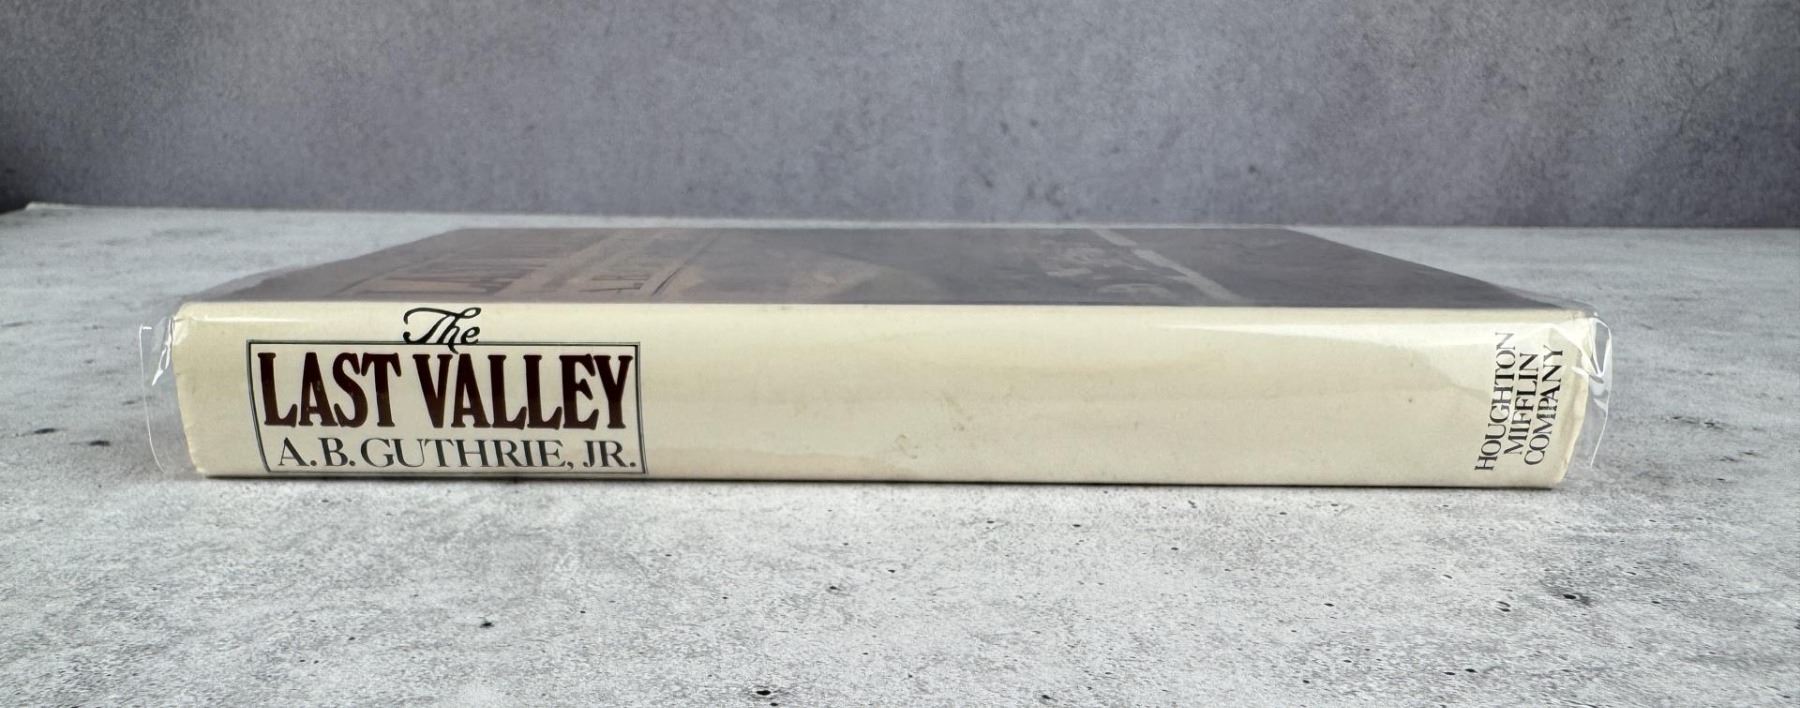 The
LAST VALLEY
A. B. GUTHRIE, JR.
HOUGHTON
MIFFLIN
COMPANY